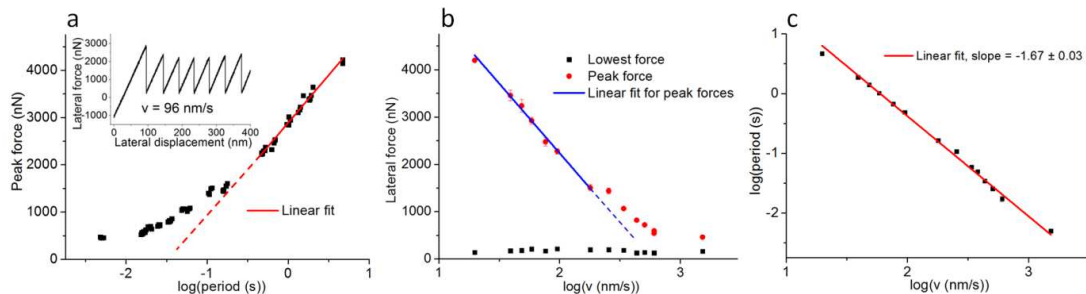 a
Lateral force (nN)
3000
2000
1000
0
-1000
v = 96 nm/s
0 100 200 300 400
Lateral displacement (nm)
Peak force (nN)
4000
3000
2000
1000
0
Linear fit
-2 -1 0 1
log(period (s))
b
Lateral force (nN)
4000
3000
2000
1000
0
Lowest force
Peak force
Linear fit for peak forces
1 2 3
log(v (nm/s))
c
log(period (s))
1
0
-1
-2
Linear fit, slope = -1.67 ± 0.03
1 2 3
log(v (nm/s))